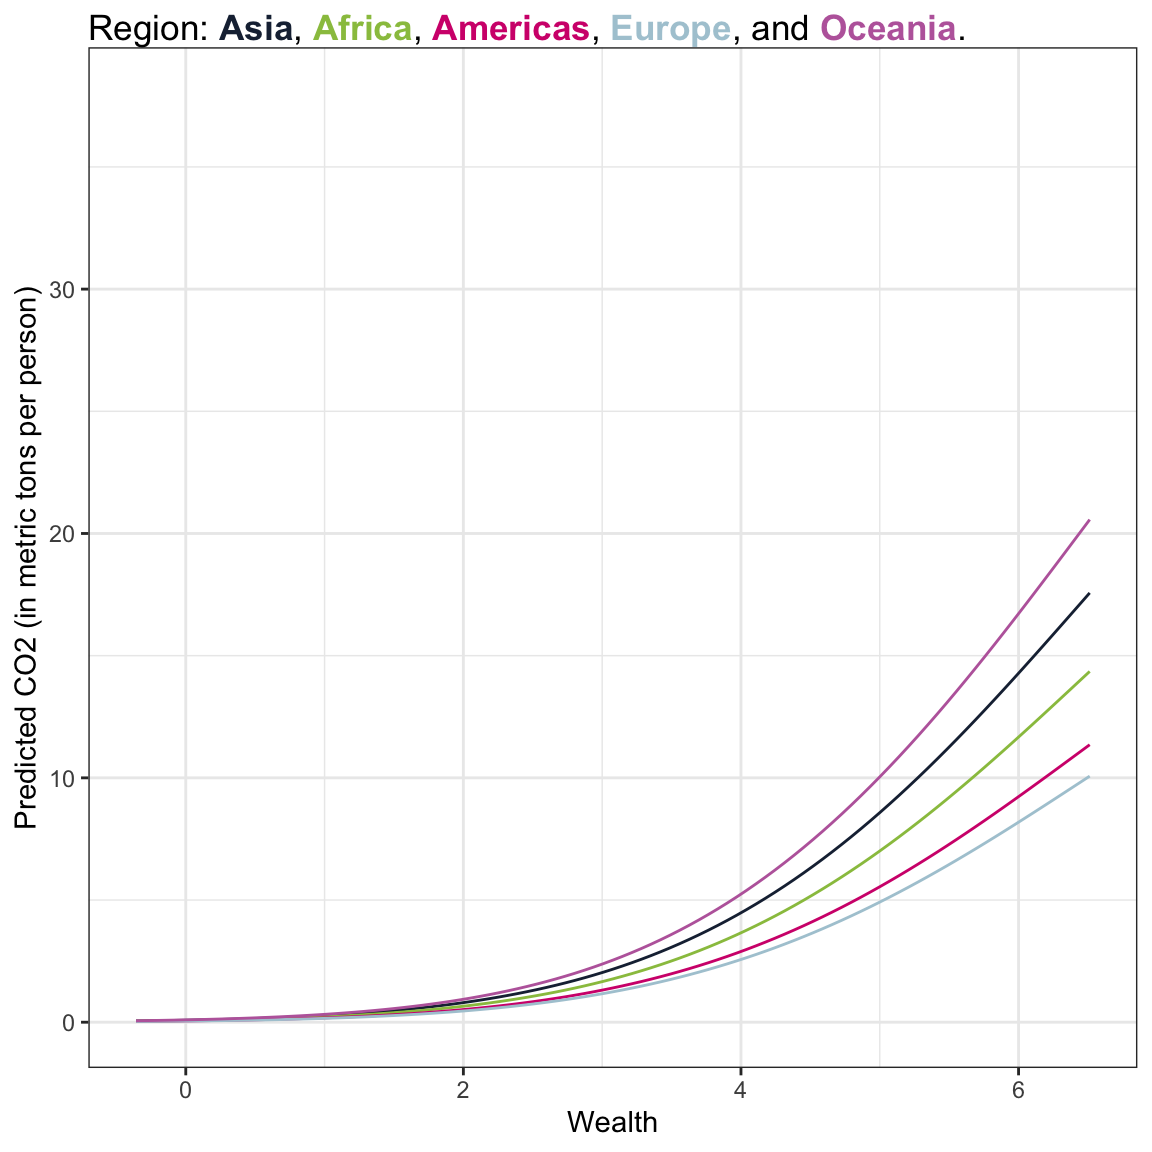 Region: Asia, Africa, Americas, Europe, and Oceania.
Predicted CO2 (in metric tons per person)
30
20
10
0
0 2 4 6
Wealth